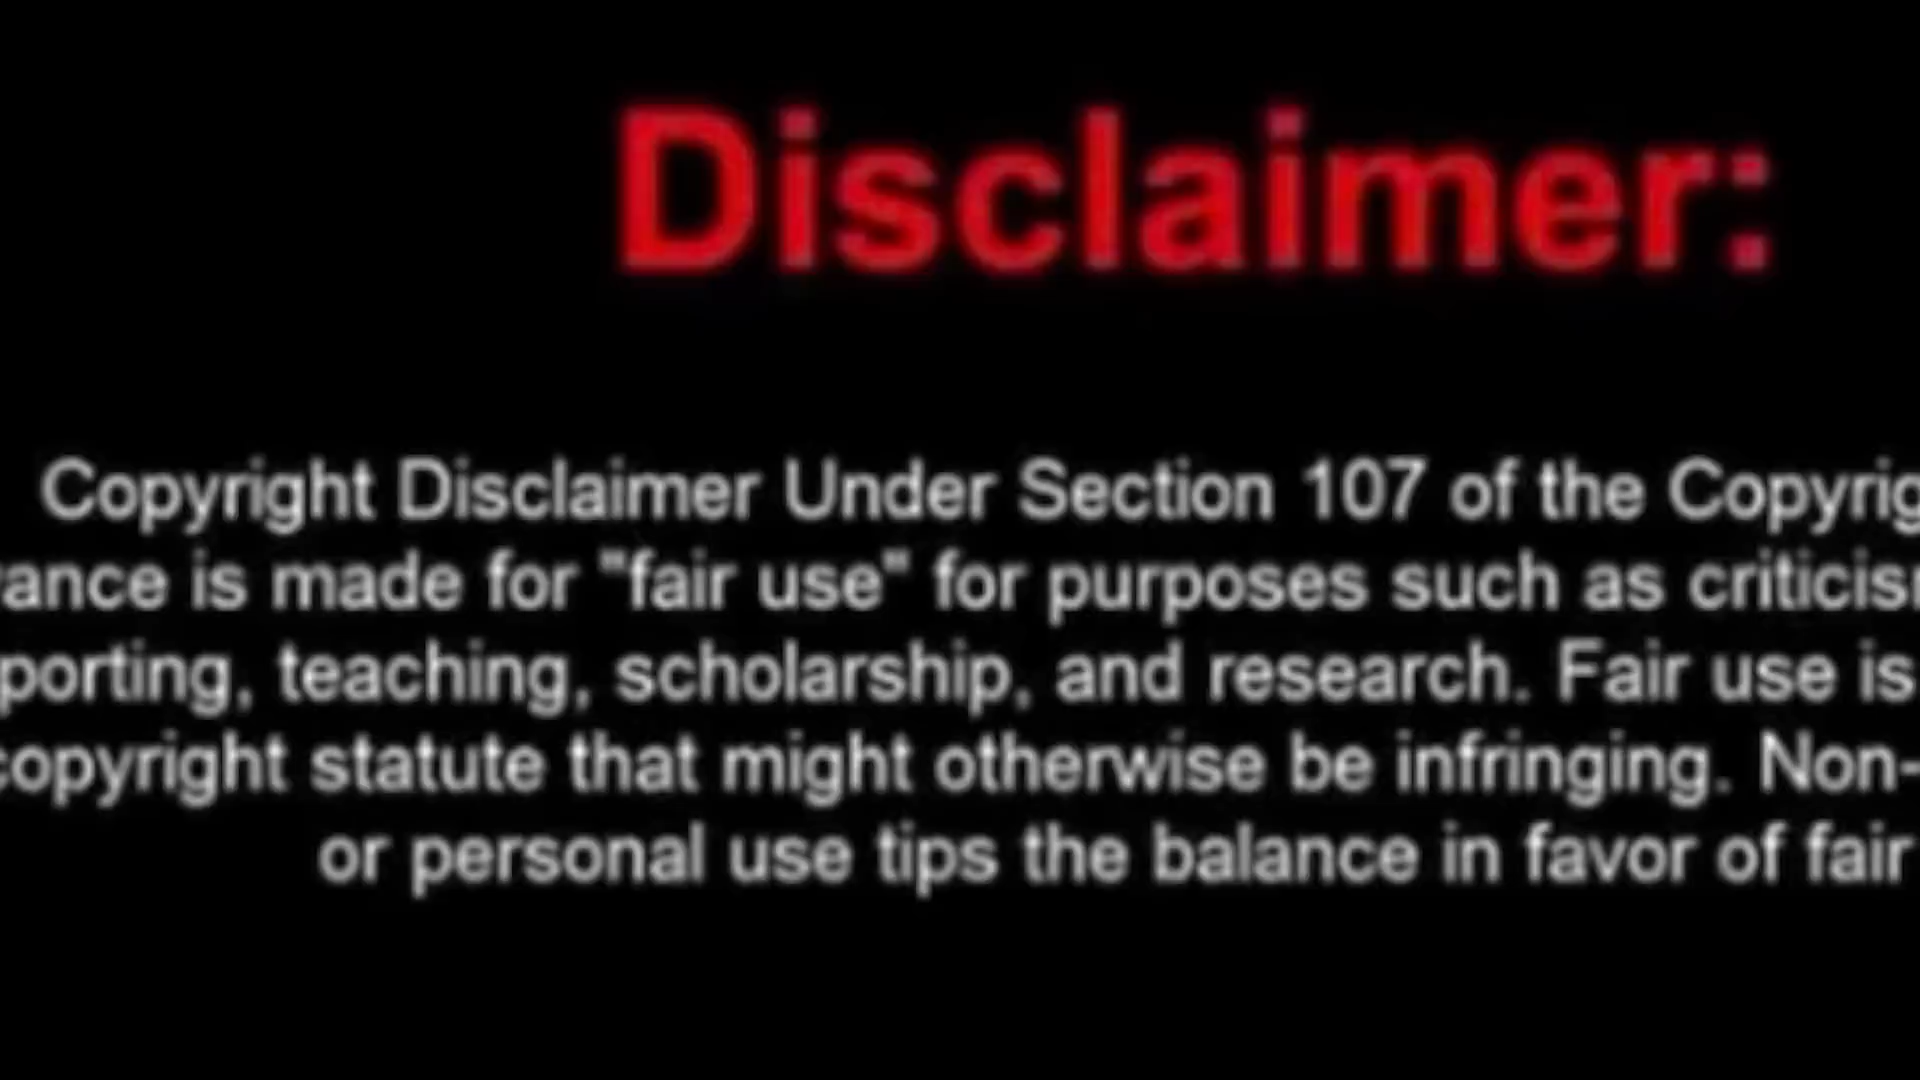 Disclaimer:
Copyright Disclaimer Under Section 107 of the Copyrig
ance is made for "fair use" for purposes such as criticis
porting, teaching, scholarship, and research. Fair use is
copyright statute that might otherwise be infringing. Non-
or personal use tips the balance in favor of fair